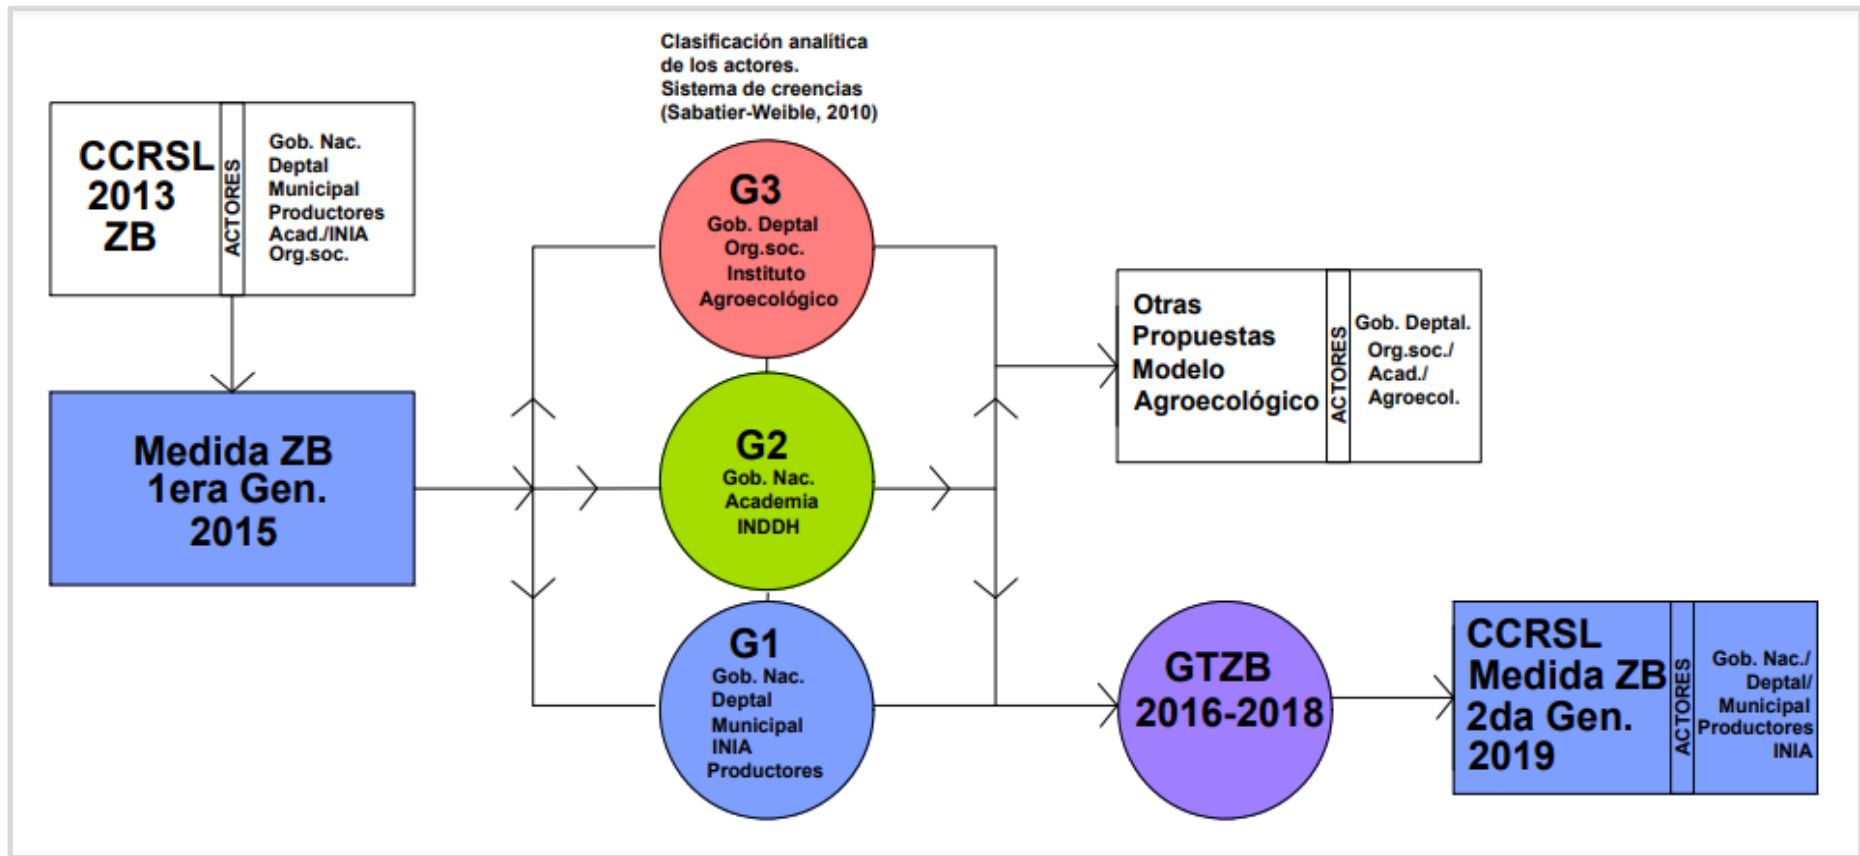 Clasificación analítica
de los actores.
Sistema de creencias
(Sabatier-Weible, 2010)
CCRSL
2013
ZB
ACTORES
Gob. Nac.
Deptal
Municipal
Productores
Acad./INIA
Org.soc.
Medida ZB
1era Gen.
2015
G3
Gob. Deptal
Org.soc.
Instituto
Agroecológico
G2
Gob. Nac.
Academia
INDDH
G1
Gob. Nac.
Deptal
Municipal
INIA
Productores
Otras
Propuestas
Modelo
Agroecológico
ACTORES
Gob. Deptal.
Org.soc./
Acad./
Agroecol.
GTZB
2016-2018
CCRSL
Medida ZB
2da Gen.
2019
ACTORES
Gob. Nac./
Deptal/
Municipal
Productores
INIA